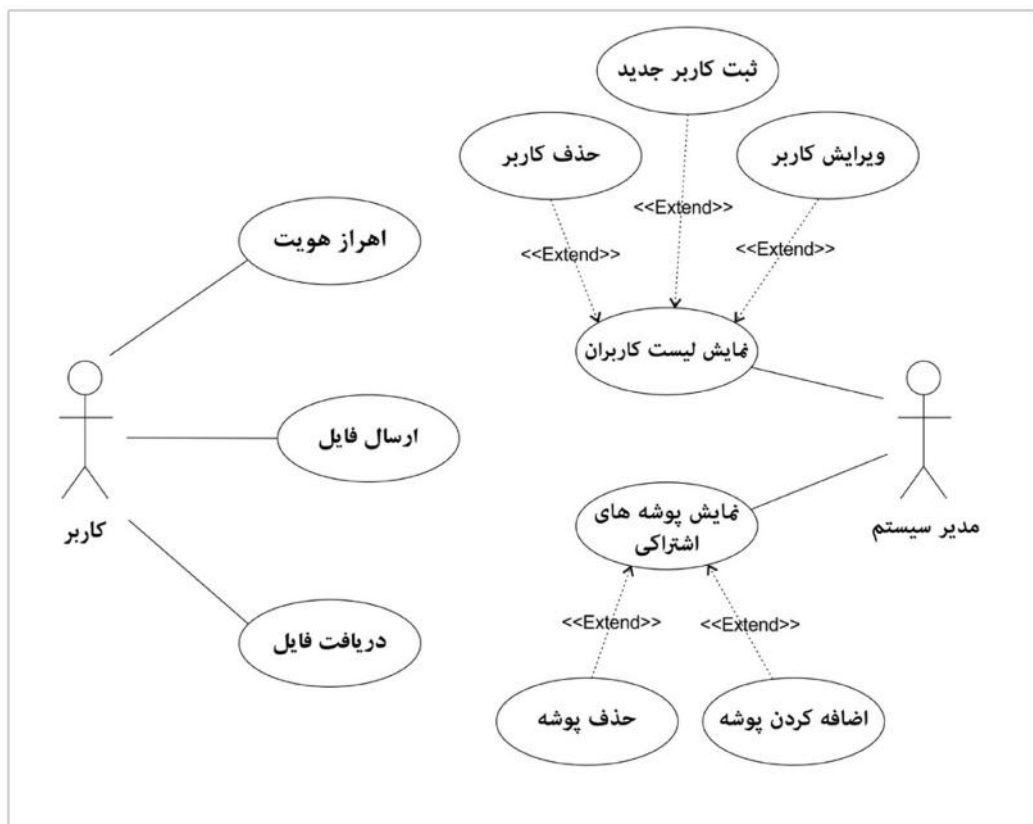 ثبت کاربر جدید
حذف کاربر
ویرایش کاربر
<<Extend>>
<<Extend>>
<<Extend>>
اهراز هویت
نمایش لیست کاربران
ارسال فایل
کاربر
نمایش پوشه های
اشتراکی
مدیر سیستم
<<Extend>>
<<Extend>>
دریافت فایل
حذف پوشه
اضافه کردن پوشه